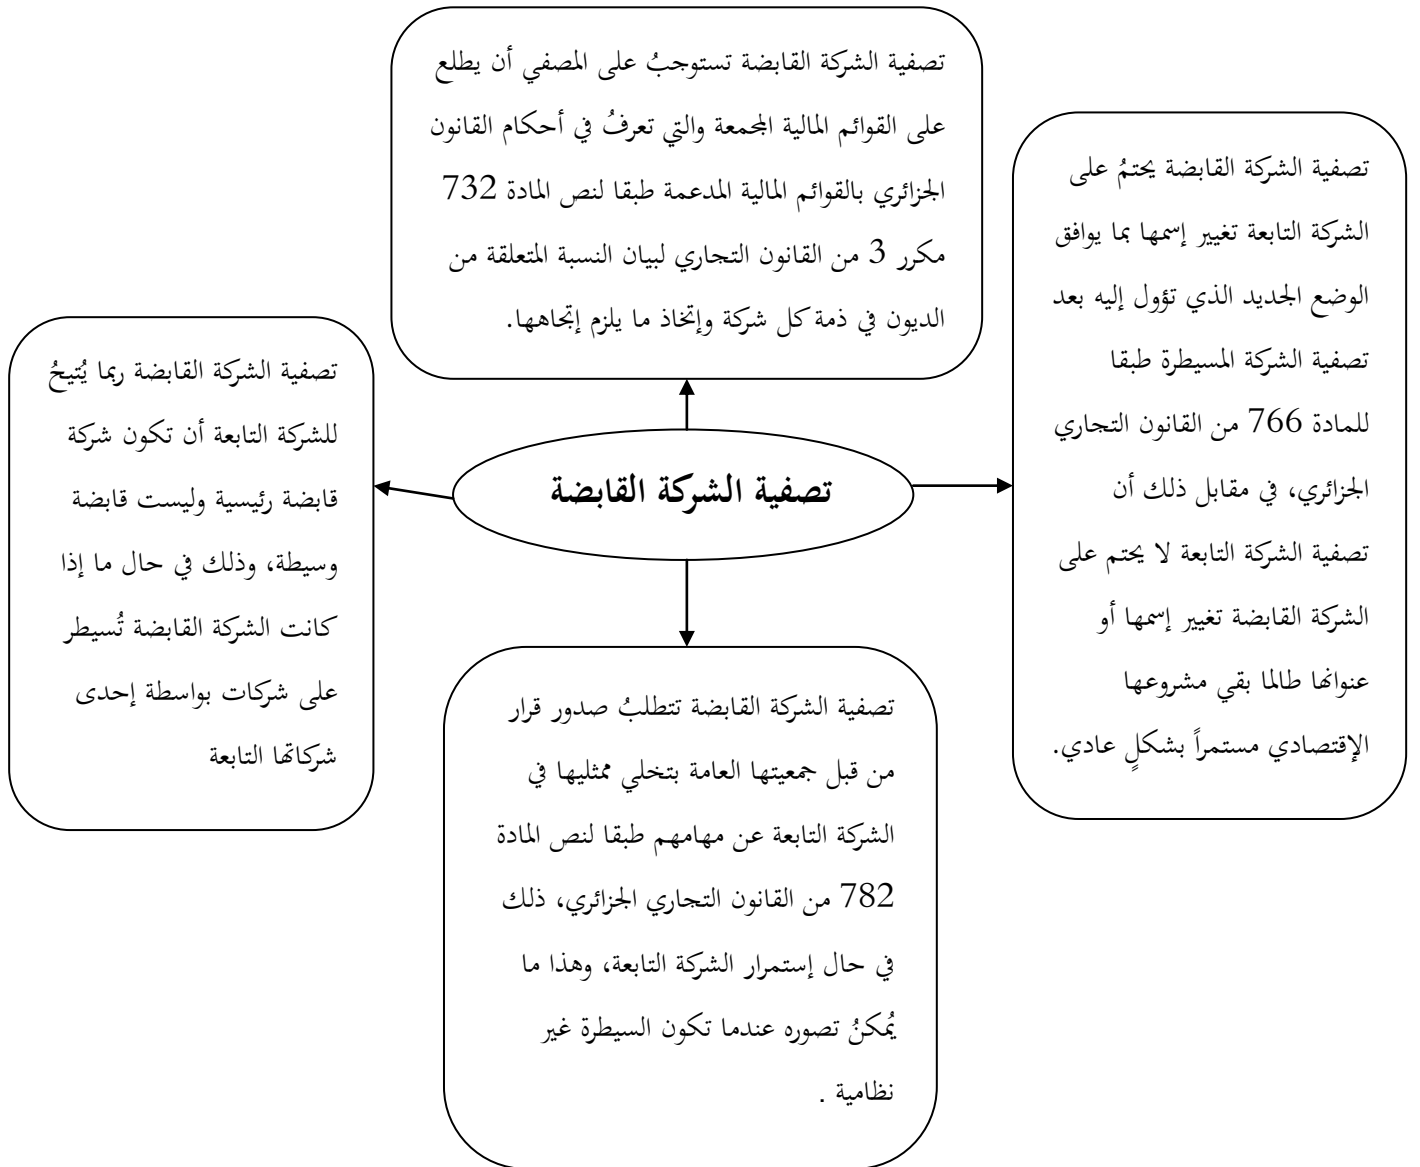 تصفية الشركة القابضة تستوجبُ على المصفي أن يطلع
على القوائم المالية المجمعة والتي تعرفُ في أحكام القانون
الجزائري بالقوائم المالية المدعمة طبقا لنص المادة 732
مكرر 3 من القانون التجاري لبيان النسبة المتعلقة من
الديون في ذمة كل شركة وإتخاذ ما يلزم إتجاهها.
تصفية الشركة القابضة يحتمُ على
الشركة التابعة تغيير إسمها بما يوافق
الوضع الجديد الذي تؤول إليه بعد
تصفية الشركة المسيطرة طبقا
للمادة 766 من القانون التجاري
الجزائري، في مقابل ذلك أن
تصفية الشركة التابعة لا يحتم على
الشركة القابضة تغيير إسمها أو
عنوانها طالما بقي مشروعها
الإقتصادي مستمراً بشكلٍ عادي.
تصفية الشركة القابضة
تصفية الشركة القابضة ربما يُتيحُ
للشركة التابعة أن تكون شركة
قابضة رئيسية وليست قابضة
وسيطة، وذلك في حال ما إذا
كانت الشركة القابضة تُسيطر
على شركات بواسطة إحدى
شركاتها التابعة
تصفية الشركة القابضة تتطلبُ صدور قرار
من قبل جمعيتها العامة بتخلي ممثليها في
الشركة التابعة عن مهامهم طبقا لنص المادة
782 من القانون التجاري الجزائري، ذلك
في حال إستمرار الشركة التابعة، وهذا ما
يُمكنُ تصوره عندما تكون السيطرة غير
نظامية .